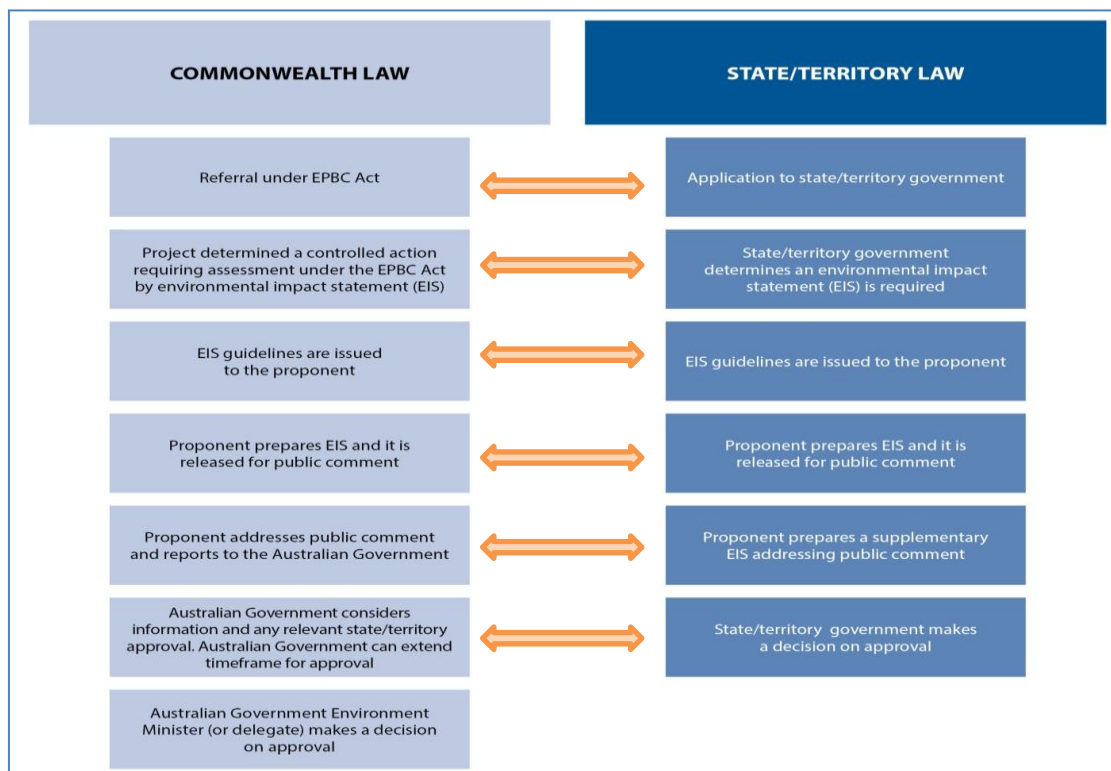 COMMONWEALTH LAW
STATE/TERRITORY LAW
Referral under EPBC Act
Application to state/territory government
Project determined a controlled action
requiring assessment under the EPBC Act
by environmental impact statement (EIS)
State/territory government
determines an environmental impact
statement (EIS) is required
EIS guidelines are issued
to the proponent
EIS guidelines are issued to the proponent
Proponent prepares EIS and it is
released for public comment
Proponent prepares EIS and it is
released for public comment
Proponent addresses public comment
and reports to the Australian Government
Proponent prepares a supplementary
EIS addressing public comment
Australian Government considers
information and any relevant state/territory
approval. Australian Government can extend
timeframe for approval
State/territory government makes
a decision on approval
Australian Government Environment
Minister (or delegate) makes a decision
on approval